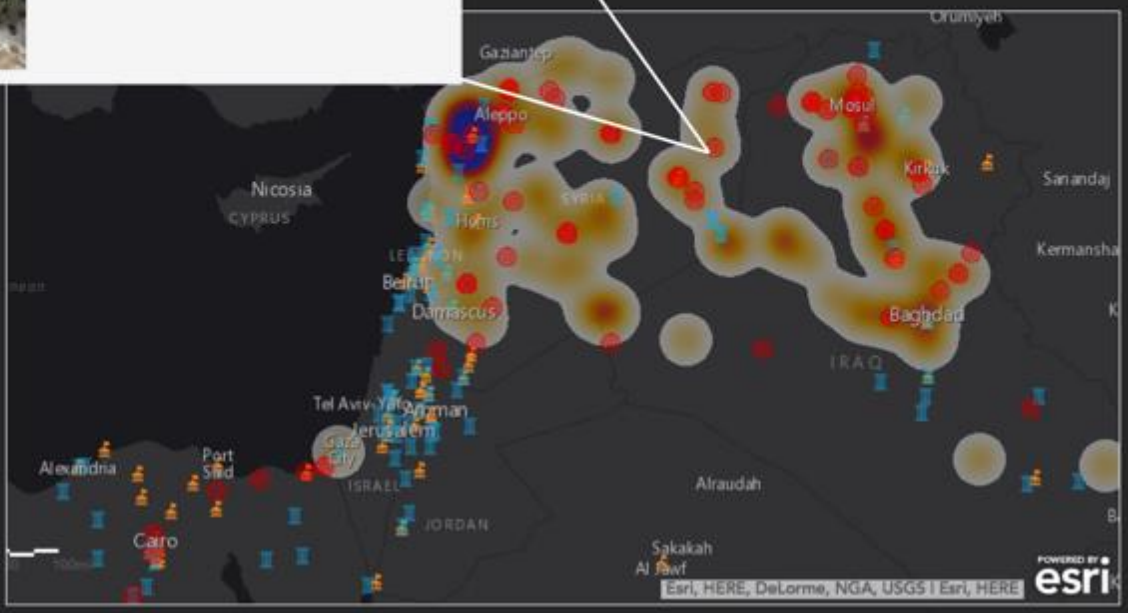 Orumiyeh
Gaziantep
Aleppo
Mosul
Kirkuk
Sanandaj
Nicosia
CYPRUS
SYRIA
Homs
LEBANON
Kermansha
Beirut
Damascus
Baghdad
K
IRAQ
Tel Aviv-Yafo
Amman
Jerusalem
Gaza
City
Alexandria
Port
Said
ISRAEL
Alraudah
JORDAN
B
Cairo
Sakakah
Al Jawf
100mi
POWERED BY
esri
K
Esri, HERE, DeLorme, NGA, USGS | Esri, HERE